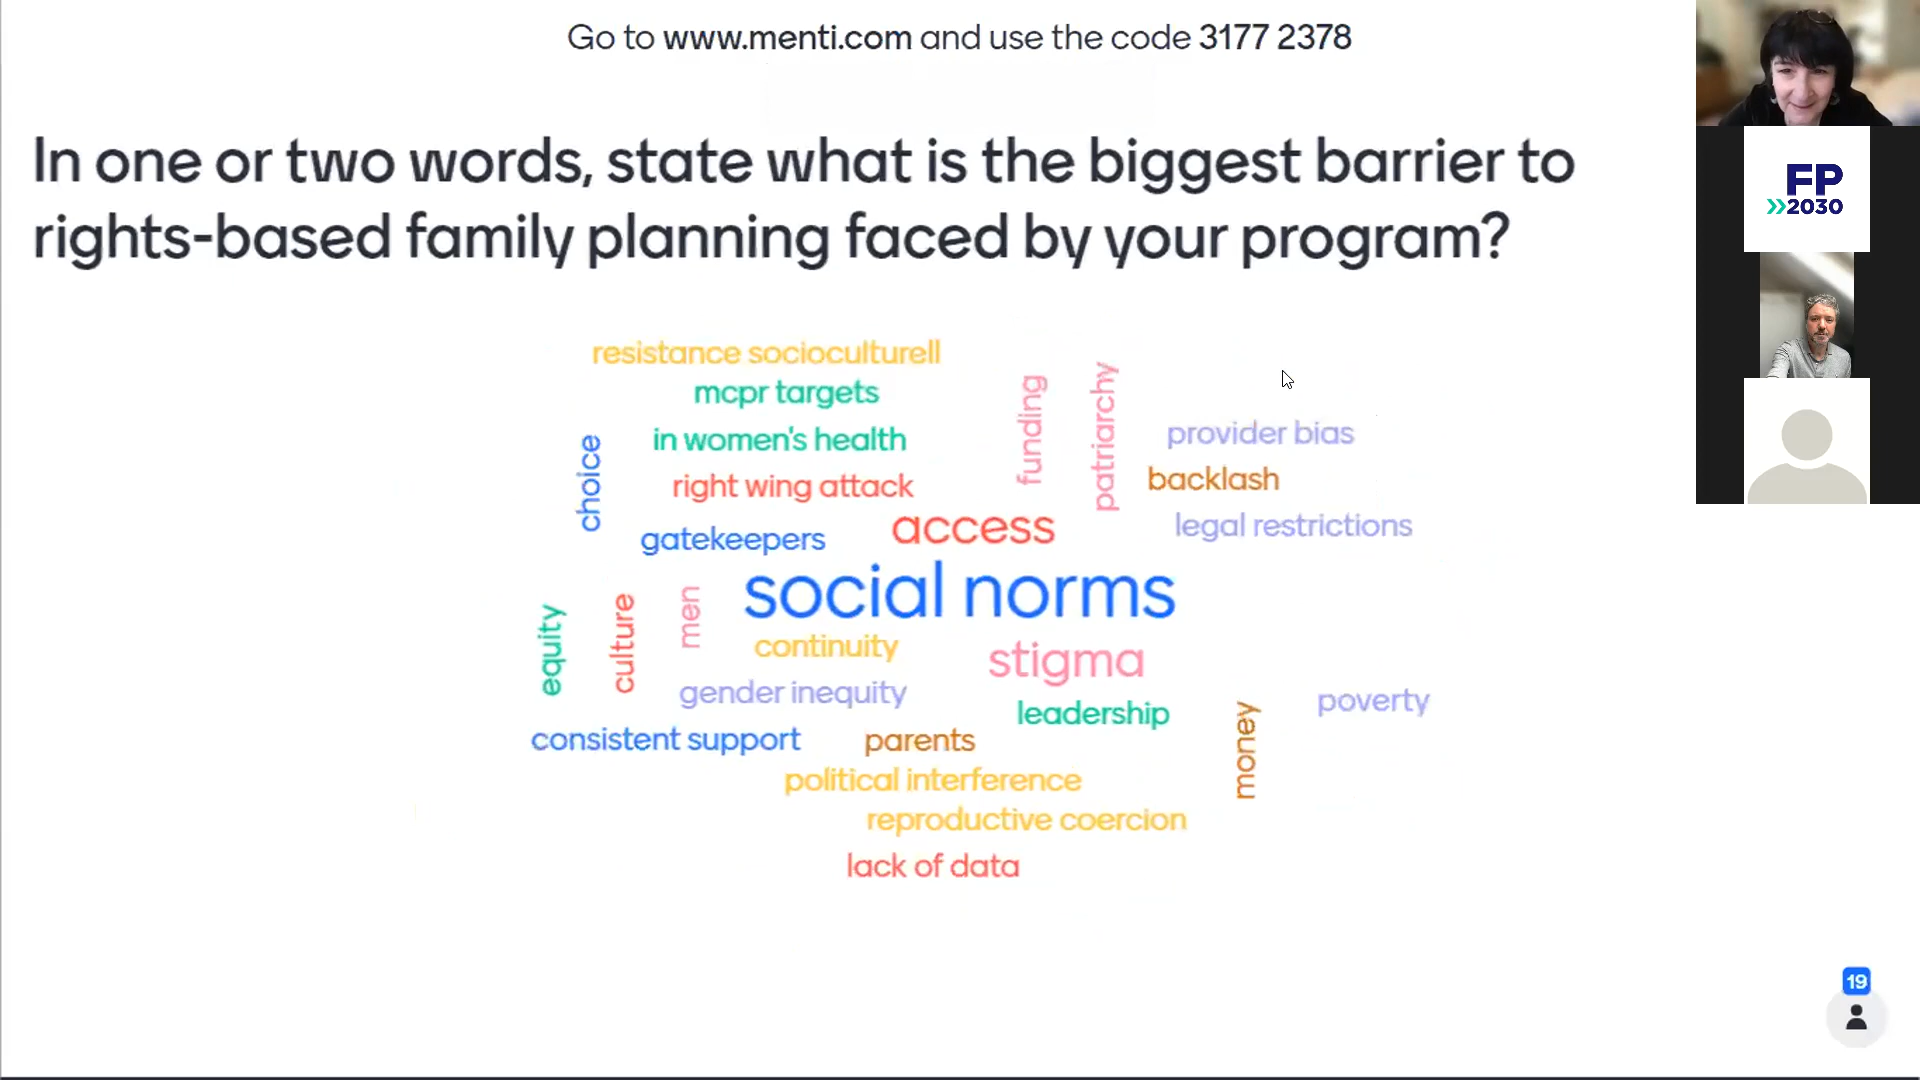 Go to www.menti.com and use the code 3177 2378
In one or two words, state what is the biggest barrier to
rights-based family planning faced by your program?
FP
2030
resistance socioculturell
mcpr targets
in women's health
right wing attack
choice
gatekeepers
funding
patriarchy
provider bias
backlash
legal restrictions
access
social norms
equity
culture
men
continuity
stigma
gender inequity
leadership
poverty
money
consistent support
parents
political interference
reproductive coercion
lack of data
19